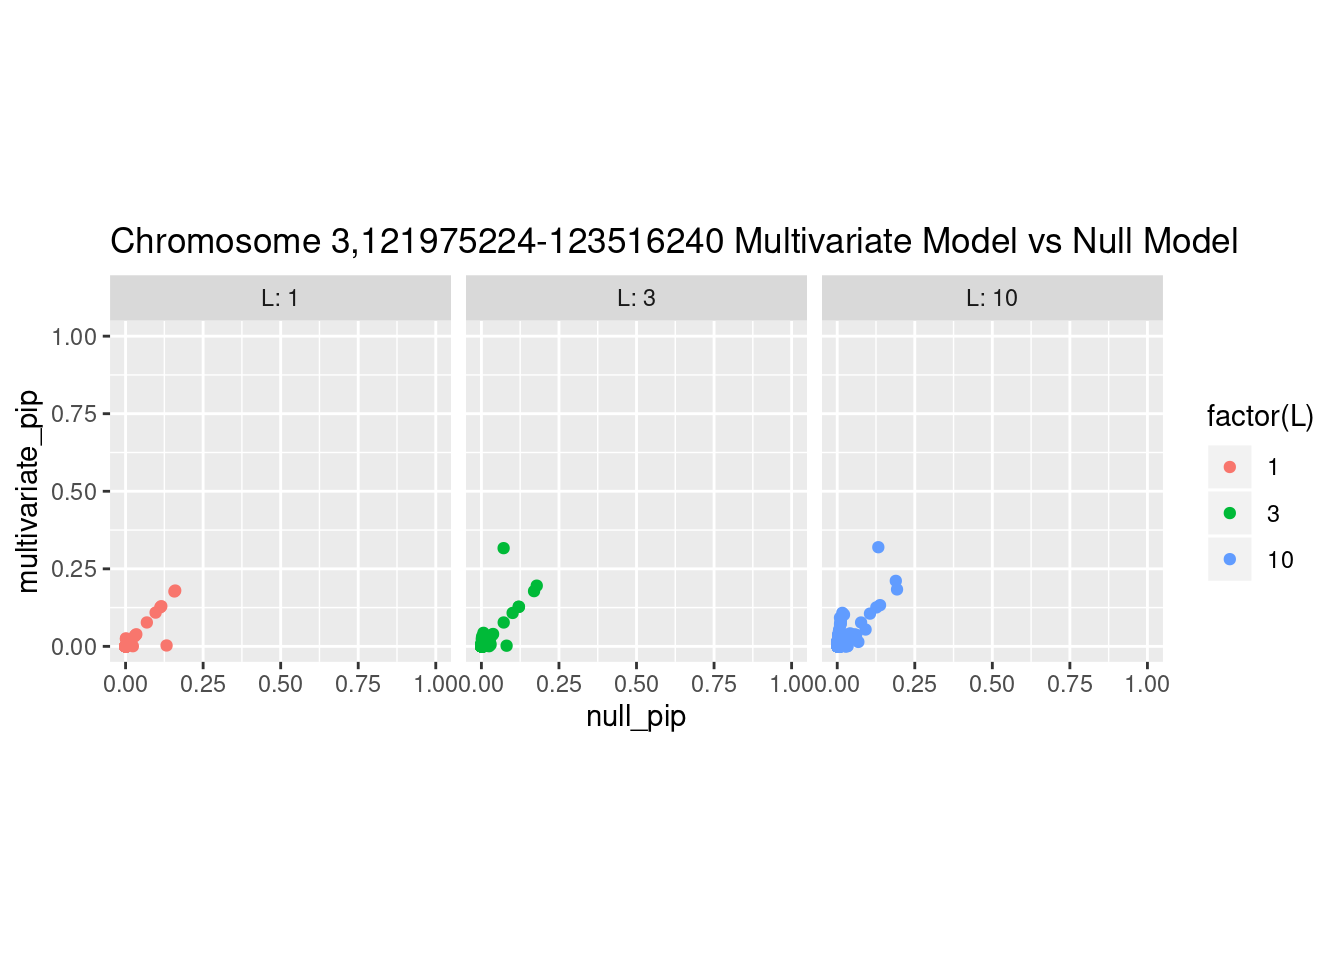 Chromosome 3,121975224-123516240 Multivariate Model vs Null Model
L: 1
L: 3
L: 10
multivariate_pip
1.00
0.75
0.50
0.25
0.00
0.00 0.25 0.50 0.75 1.00
0.00 0.25 0.50 0.75 1.00
0.00 0.25 0.50 0.75 1.00
null_pip
factor(L)
1
3
10